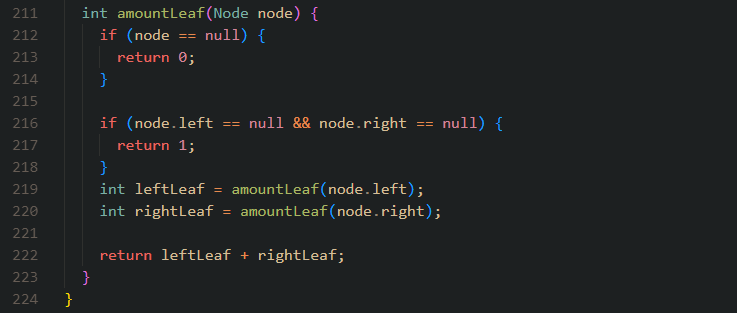 211 int amountLeaf(Node node) {
212 if (node == null) {
213 return 0;
214 }
215
216 if (node.left == null && node.right == null) {
217 return 1;
218 }
219 int leftLeaf = amountLeaf(node.left);
220 int rightLeaf = amountLeaf(node.right);
221
222 return leftLeaf + rightLeaf;
223 }
224 }